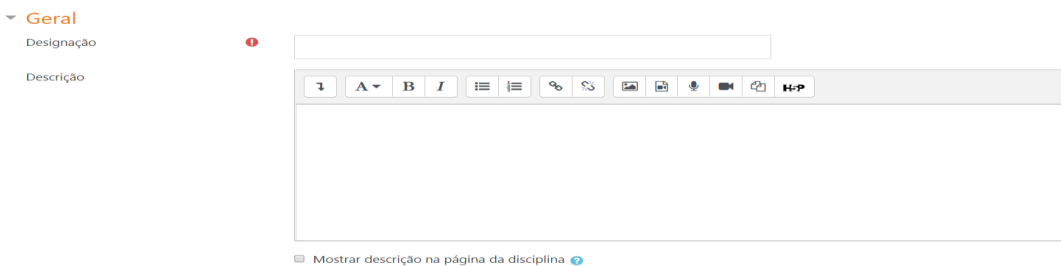 Geral
Designação
Descrição
A B I H-P
Mostrar descrição na página da disciplina